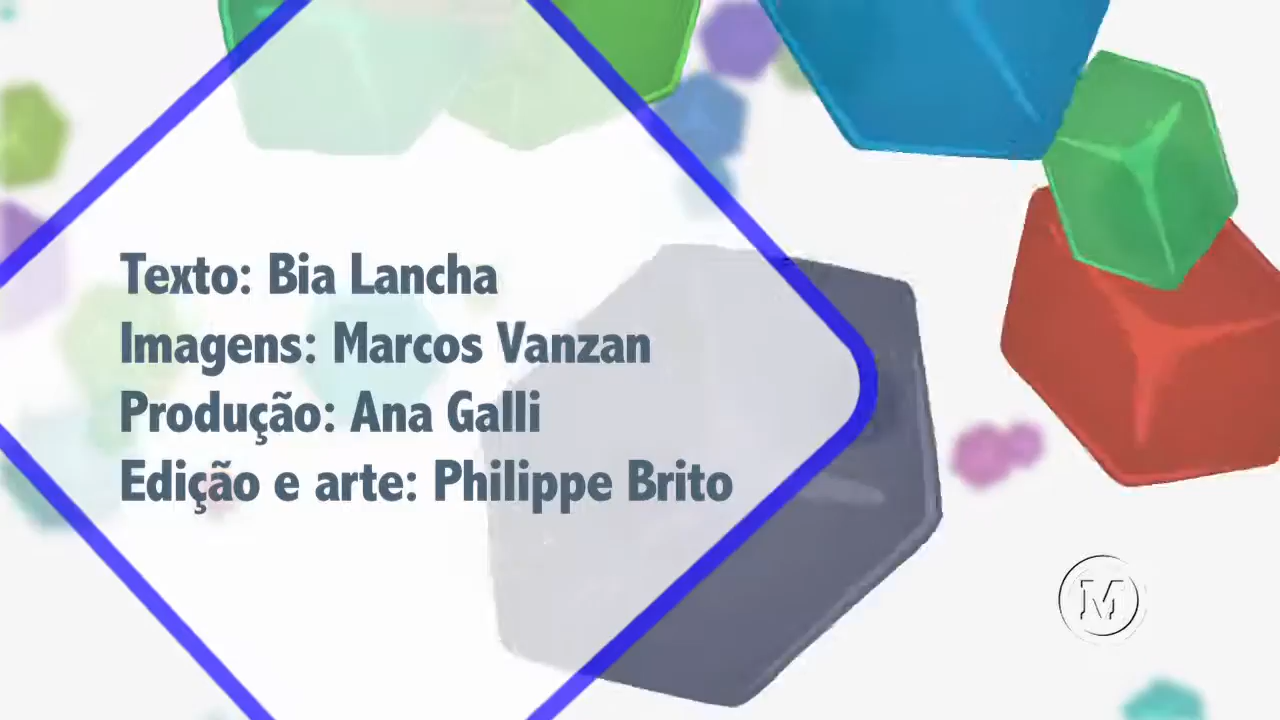 Texto: Bia Lancha
Imagens: Marcos Vanzan
Produção: Ana Galli
Edição e arte: Philippe Brito
M